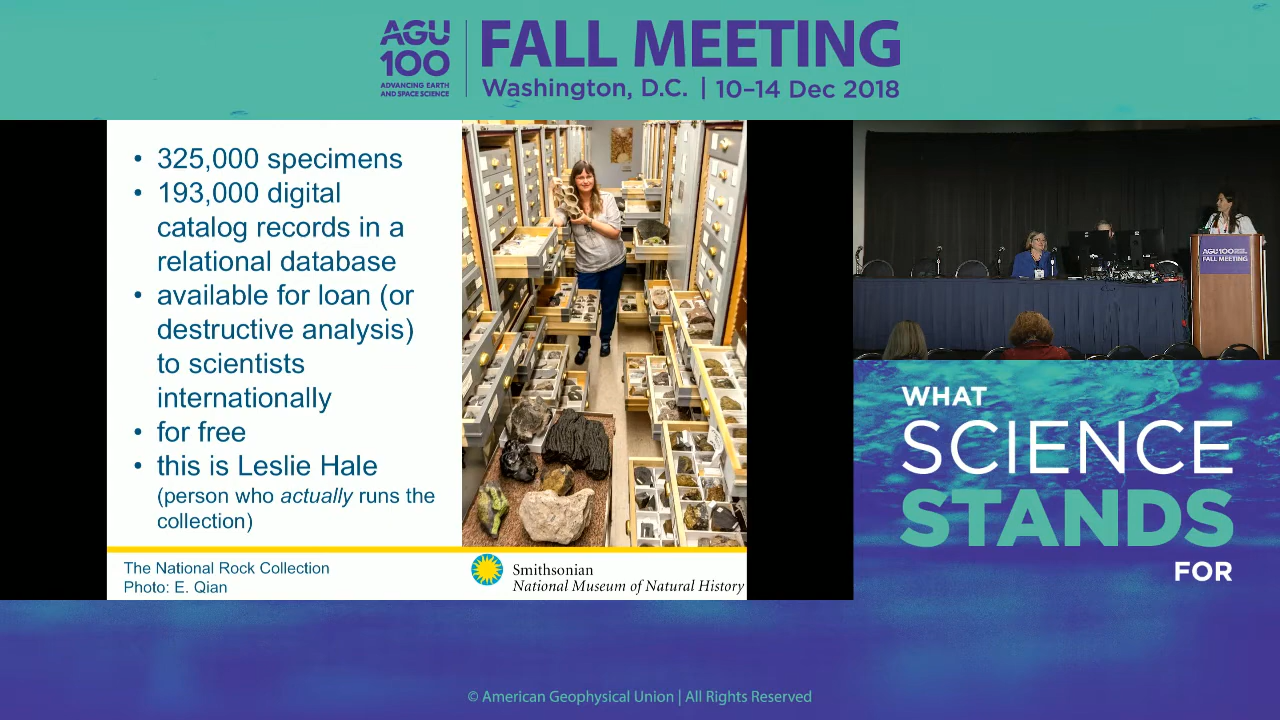 AGU
100
ADVANCING EARTH
AND SPACE SCIENCE
FALL MEETING
Washington, D.C. | 10–14 Dec 2018
• 325,000 specimens
• 193,000 digital
catalog records in a
relational database
• available for loan (or
destructive analysis)
to scientists
internationally
• for free
• this is Leslie Hale
(person who actually runs the
collection)
The National Rock Collection
Photo: E. Qian
Smithsonian
National Museum of Natural History
AGU100
FALL MEETING
WHAT
SCIENCE
STANDS
FOR
© American Geophysical Union | All Rights Reserved